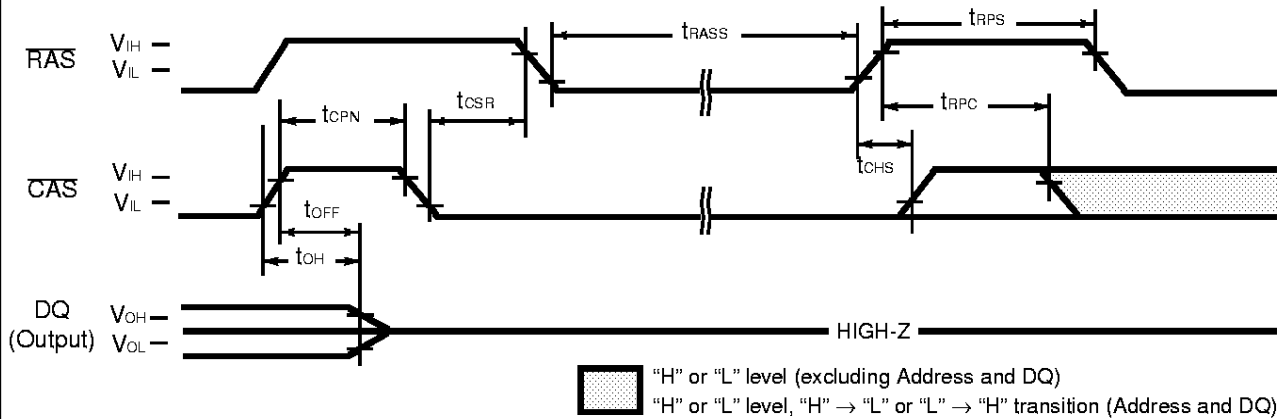 tRPS
tRASS
RAS
VIH
VIL
tRPC
tCSR
tCPN
tCHS
CAS
VIH
VIL
tOFF
tOH
DQ
(Output)
VOH
VOL
HIGH-Z
“H” or “L” level (excluding Address and DQ)
“H” or “L” level, “H” → “L” or “L” → “H” transition (Address and DQ)